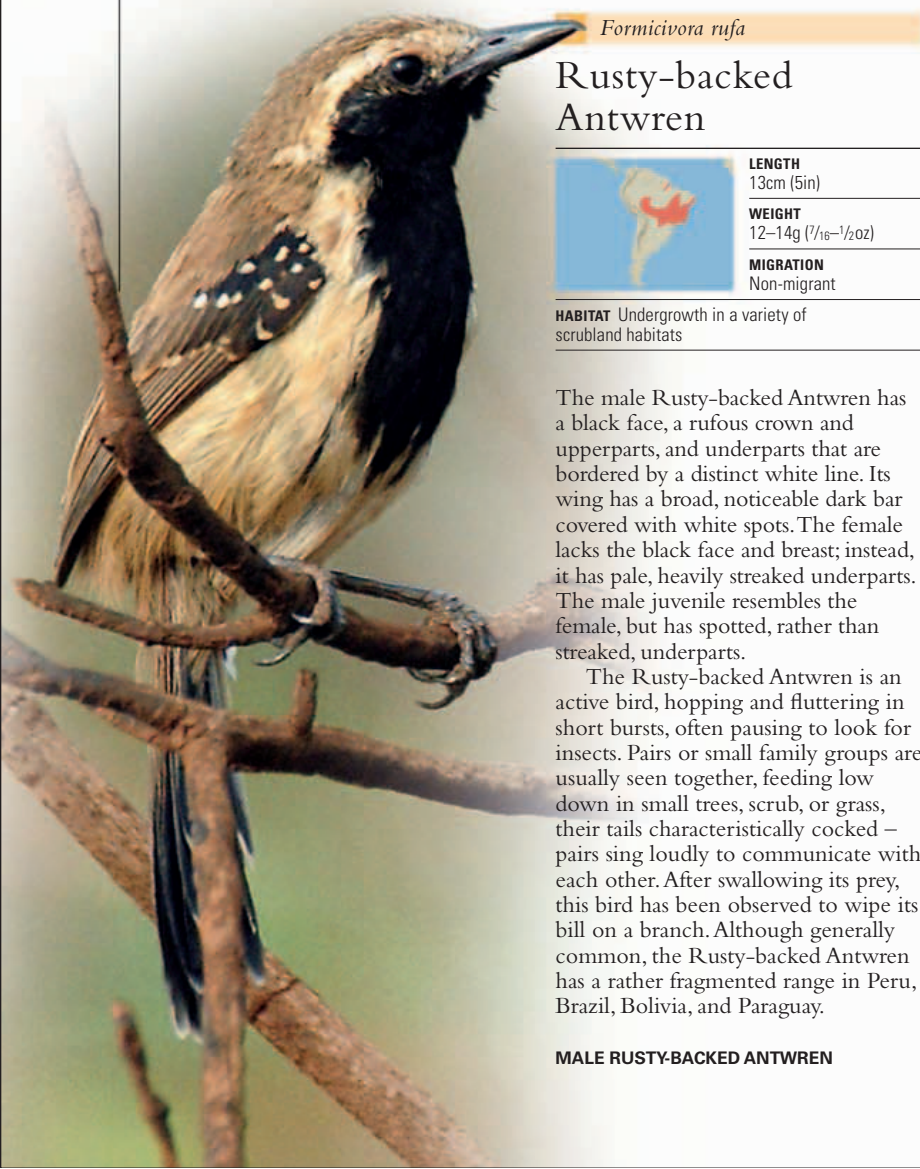 Formicivora rufa
Rusty-backed
Antwren
LENGTH
13cm (5in)
WEIGHT
12–14g (7/16–1/2oz)
MIGRATION
Non-migrant
HABITAT Undergrowth in a variety of
scrubland habitats
The male Rusty-backed Antwren has
a black face, a rufous crown and
upperparts, and underparts that are
bordered by a distinct white line. Its
wing has a broad, noticeable dark bar
covered with white spots. The female
lacks the black face and breast; instead,
it has pale, heavily streaked underparts.
The male juvenile resembles the
female, but has spotted, rather than
streaked, underparts.
The Rusty-backed Antwren is an
active bird, hopping and fluttering in
short bursts, often pausing to look for
insects. Pairs or small family groups are
usually seen together, feeding low
down in small trees, scrub, or grass,
their tails characteristically cocked –
pairs sing loudly to communicate with
each other. After swallowing its prey,
this bird has been observed to wipe its
bill on a branch. Although generally
common, the Rusty-backed Antwren
has a rather fragmented range in Peru,
Brazil, Bolivia, and Paraguay.
MALE RUSTY-BACKED ANTWREN